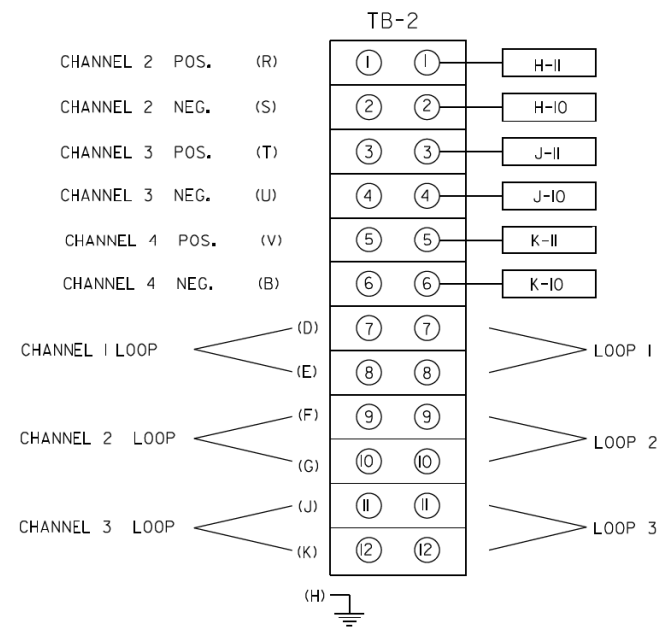 TB-2
CHANNEL 2 POS. (R) 1 1 H-11
CHANNEL 2 NEG. (S) 2 2 H-10
CHANNEL 3 POS. (T) 3 3 J-11
CHANNEL 3 NEG. (U) 4 4 J-10
CHANNEL 4 POS. (V) 5 5 K-11
CHANNEL 4 NEG. (B) 6 6 K-10
(D) 7 7
CHANNEL 1 LOOP LOOP 1
(E) 8 8
(F) 9 9
CHANNEL 2 LOOP LOOP 2
(G) 10 10
(J) 11 11
CHANNEL 3 LOOP LOOP 3
(K) 12 12
(H)